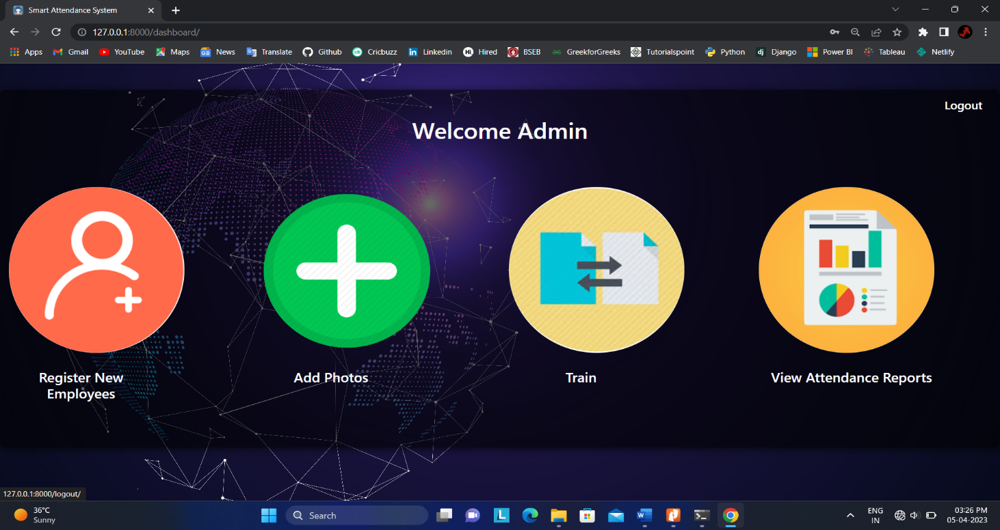 Smart Attendance System
127.0.0.1:8000/dashboard/
Apps Gmail YouTube Maps News Translate Github Cricbuzz Linkedin Hired BSEB GreekforGreeks Tutorialspoint Python Django Power BI Tableau Netlify
Logout
Welcome Admin
Register New
Employees
Add Photos
Train
View Attendance Reports
127.0.0.1:8000/logout/
36°C
Sunny
Search
ENG
IN
03:26 PM
05-04-2023